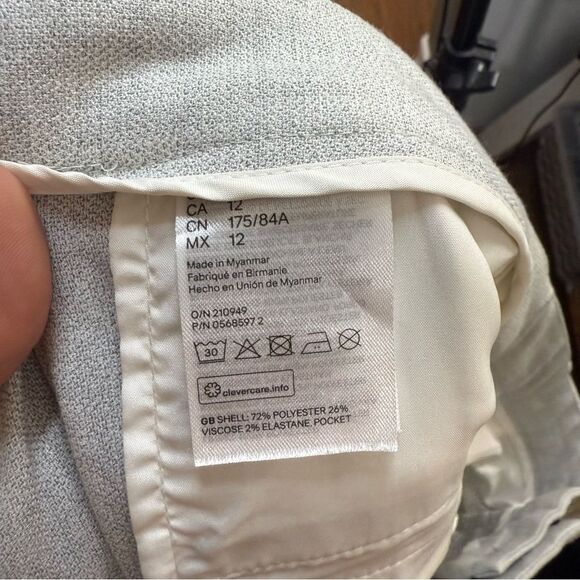 CA 12
CN 175/84A
MX 12
Made in Myanmar
Fabriqué en Birmanie
Hecho en Unión de Myanmar
O/N 210949
P/N 0568597 2
30
clevercare.info
GB SHELL: 72% POLYESTER 26%
VISCOSE 2% ELASTANE. POCKET